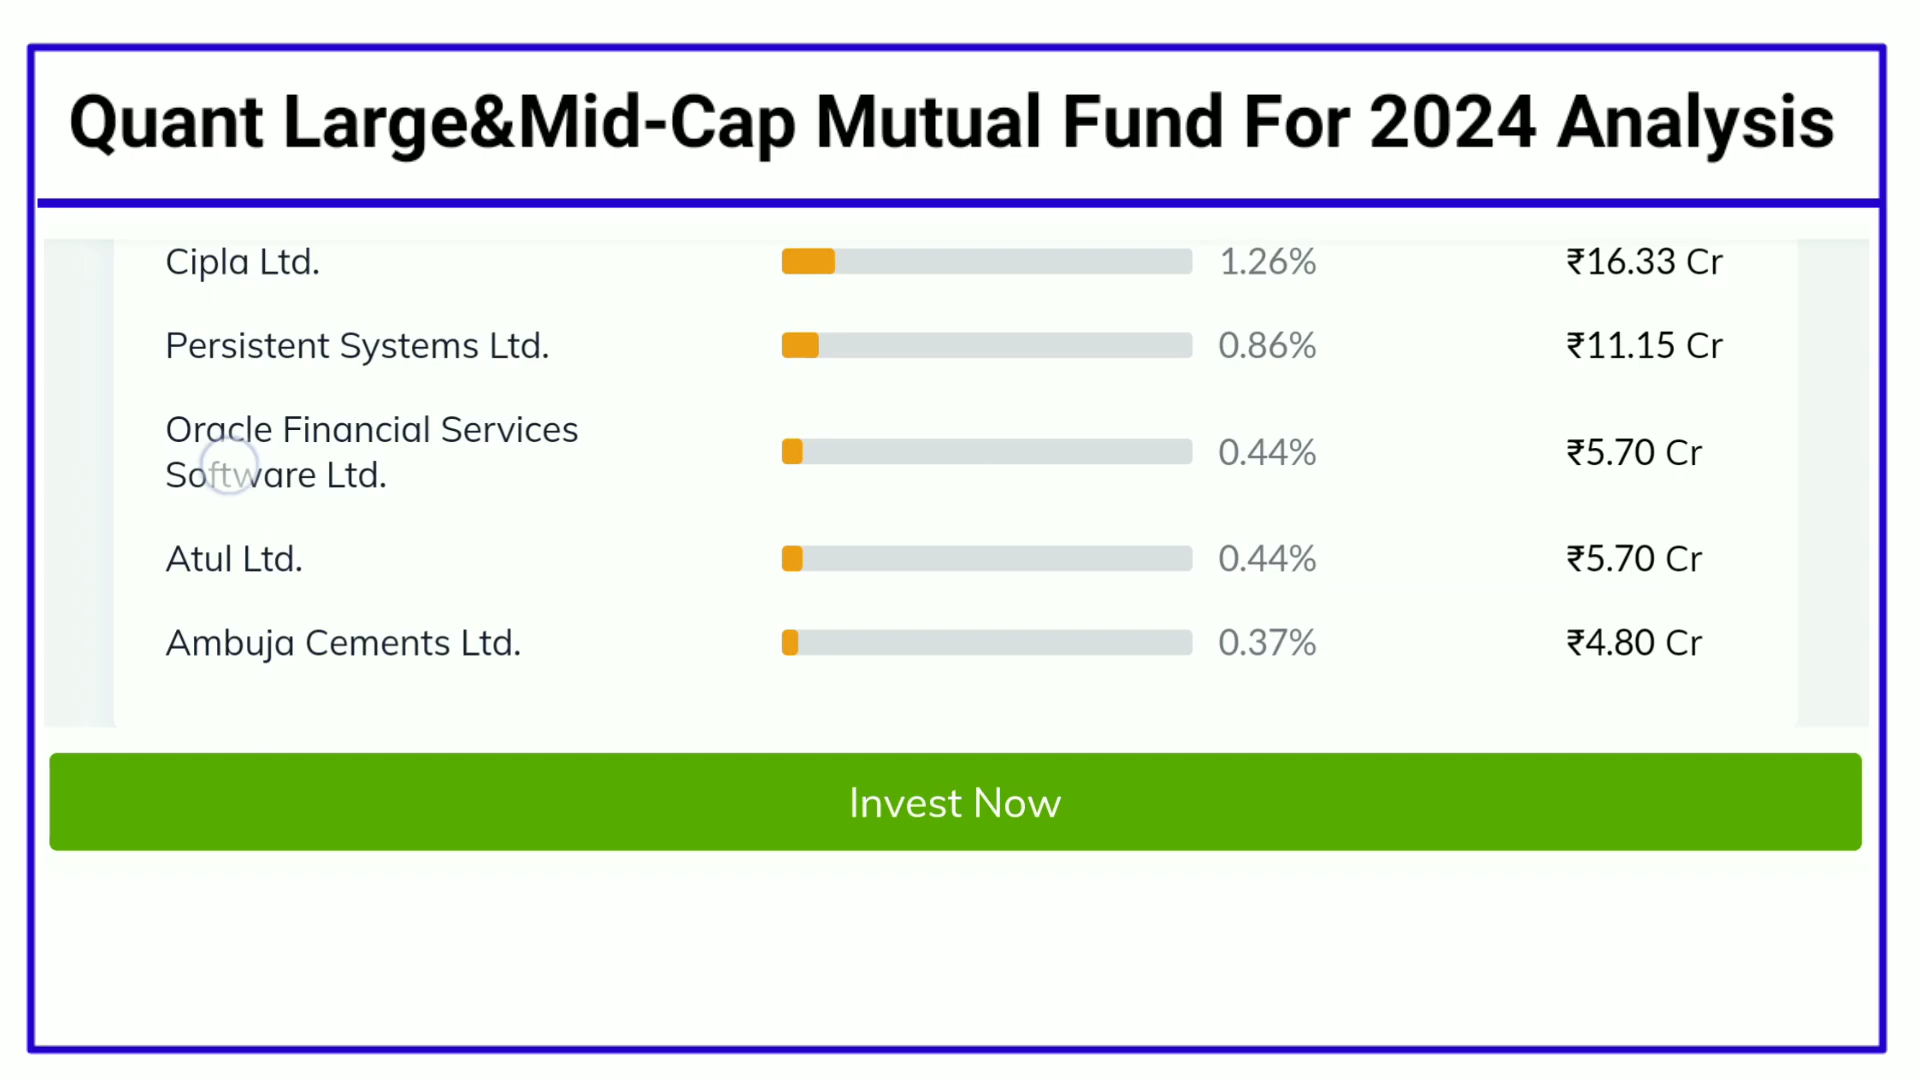 Quant Large&Mid-Cap Mutual Fund For 2024 Analysis
Cipla Ltd. 1.26% ₹16.33 Cr
Persistent Systems Ltd. 0.86% ₹11.15 Cr
Oracle Financial Services
Software Ltd. 0.44% ₹5.70 Cr
Atul Ltd. 0.44% ₹5.70 Cr
Ambuja Cements Ltd. 0.37% ₹4.80 Cr
Invest Now